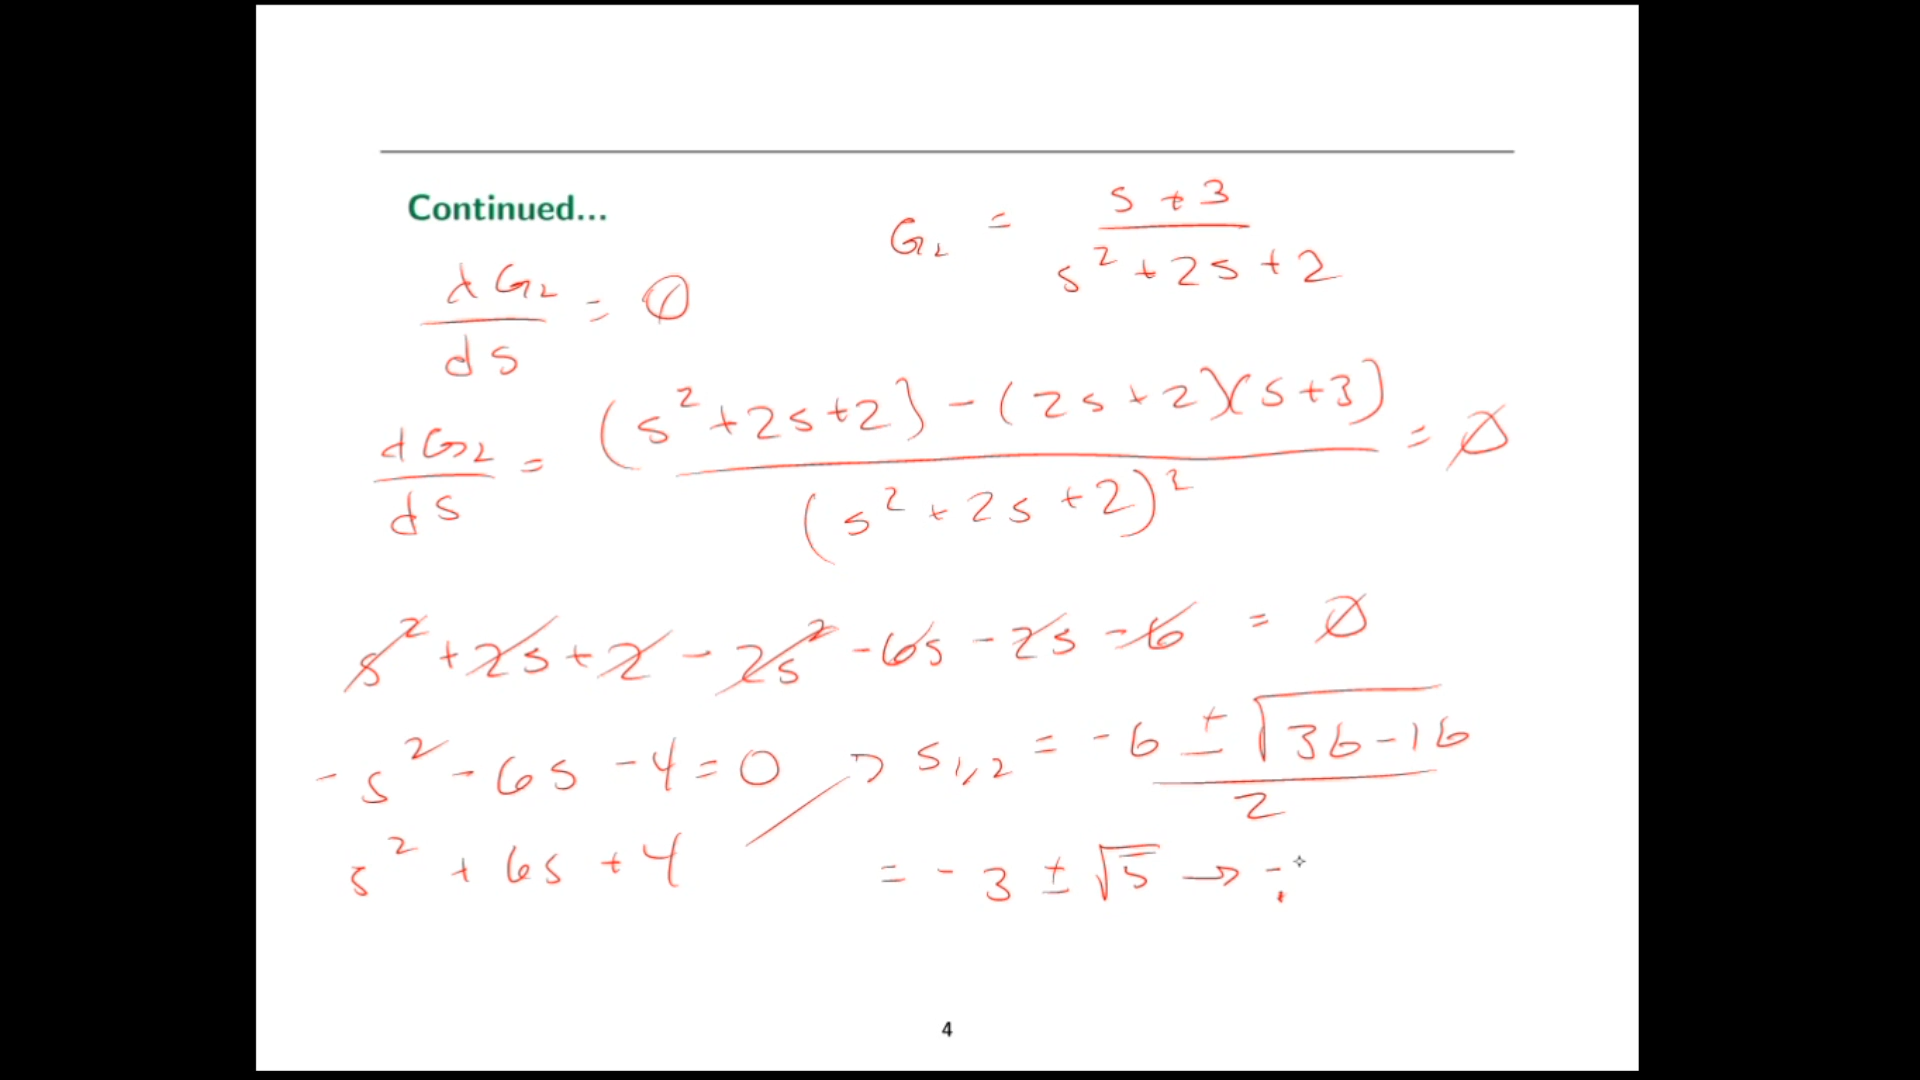 Continued...
G₂ = (s + 3) / (s² + 2s + 2)
dG₂/ds = 0
dG₂/ds = ((s² + 2s + 2) - (2s + 2)(s + 3)) / (s² + 2s + 2)² = 0
s² + 2s + 2 - 2s² - 6s - 2s - 6 = 0
- s² - 6s - 4 = 0 → s₁,₂ = (-6 ± √(36 - 16)) / 2
s² + 6s + 4
= -3 ± √5 → -
4